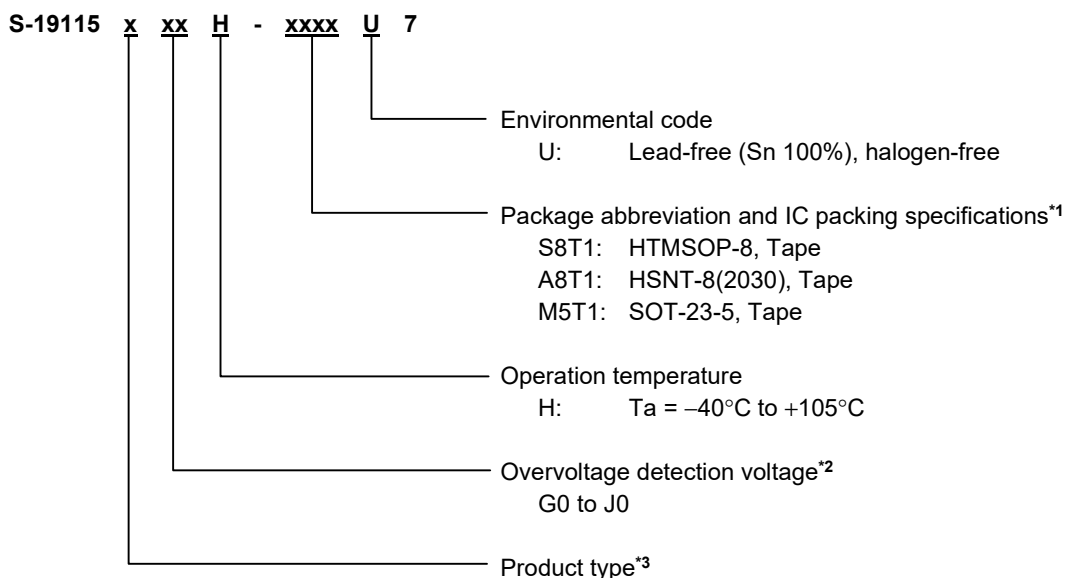 S-19115 x xx H - xxxx U 7
Environmental code
U: Lead-free (Sn 100%), halogen-free
Package abbreviation and IC packing specifications*1
S8T1: HTMSOP-8, Tape
A8T1: HSNT-8(2030), Tape
M5T1: SOT-23-5, Tape
Operation temperature
H: Ta = −40°C to +105°C
Overvoltage detection voltage*2
G0 to J0
Product type*3